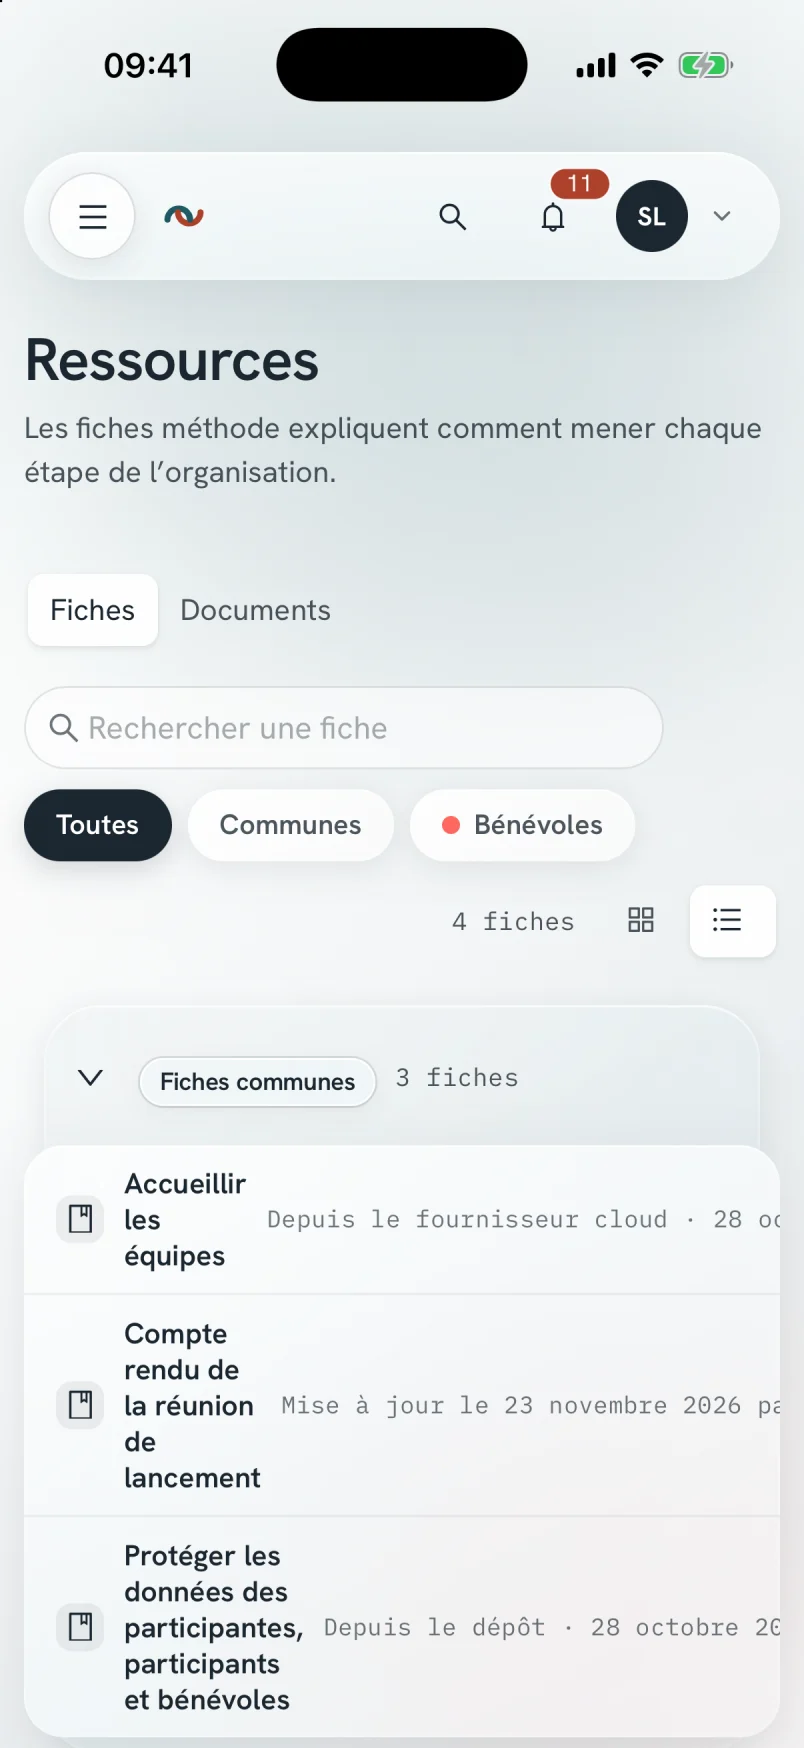 09:41
11
SL
Ressources
Les fiches méthode expliquent comment mener chaque
étape de l’organisation.
Fiches
Documents
Rechercher une fiche
Toutes
Communes
Bénévoles
4 fiches
Fiches communes
3 fiches
Accueillir
les
équipes
Depuis le fournisseur cloud · 28
Compte
rendu de
la réunion
de
lancement
Mise à jour le 23 novembre 2026
Protéger les
données des
participantes,
participants
et bénévoles
Depuis le dépôt · 28 octobre